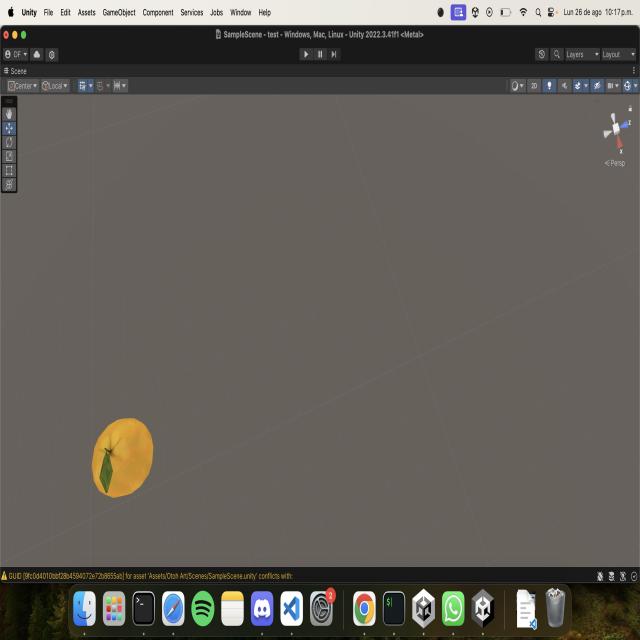 Unity File Edit Assets GameObject Component Services Jobs Window Help Lun 26 de ago 10:17 p.m.
SampleScene - test - Windows, Mac, Linux - Unity 2022.3.41f1 <Metal>
DF Layers Layout
Scene
Center Local 2D
z
x
Persp
GUID [9fc0d4010bbf28b4594072e72b8655ab] for asset 'Assets/Otoh Art/Scenes/SampleScene.unity' conflicts with:
2